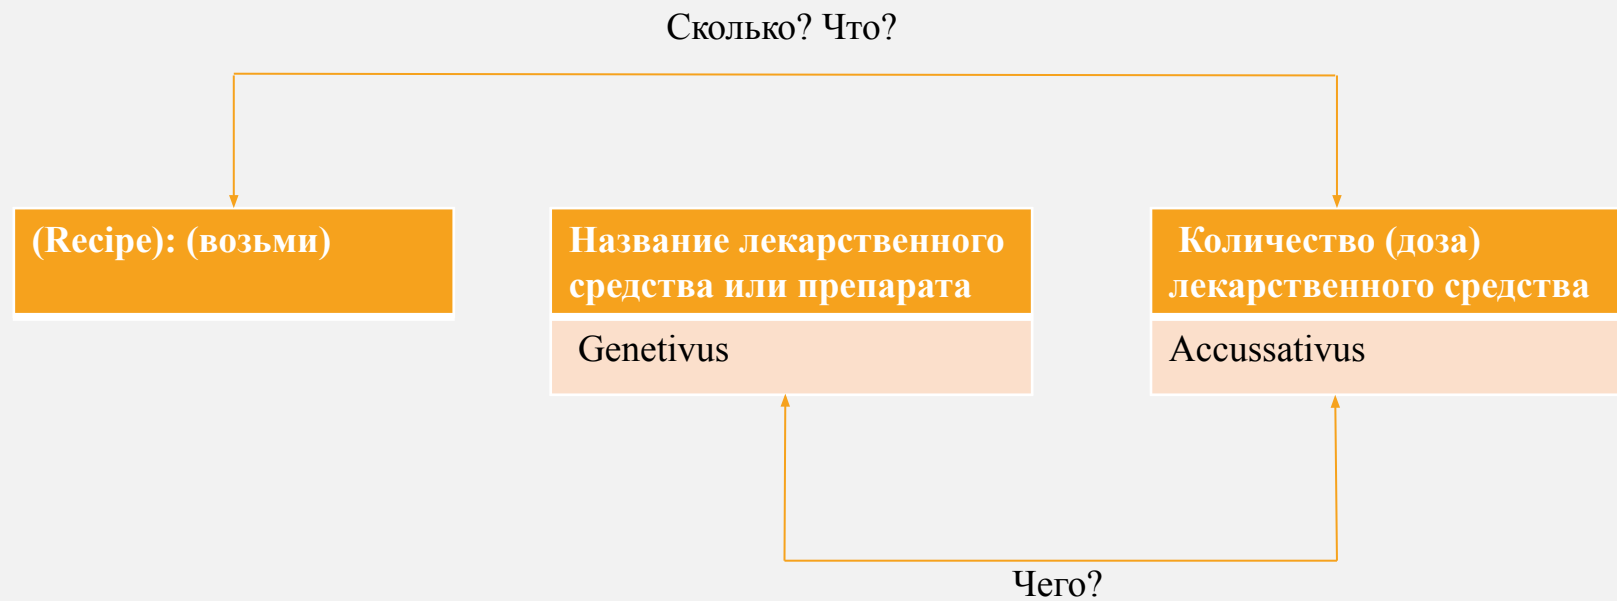 Сколько? Что?
(Recipe): (возьми)
Название лекарственного
средства или препарата
Количество (доза)
лекарственного средства
Genetivus
Accussativus
Чего?